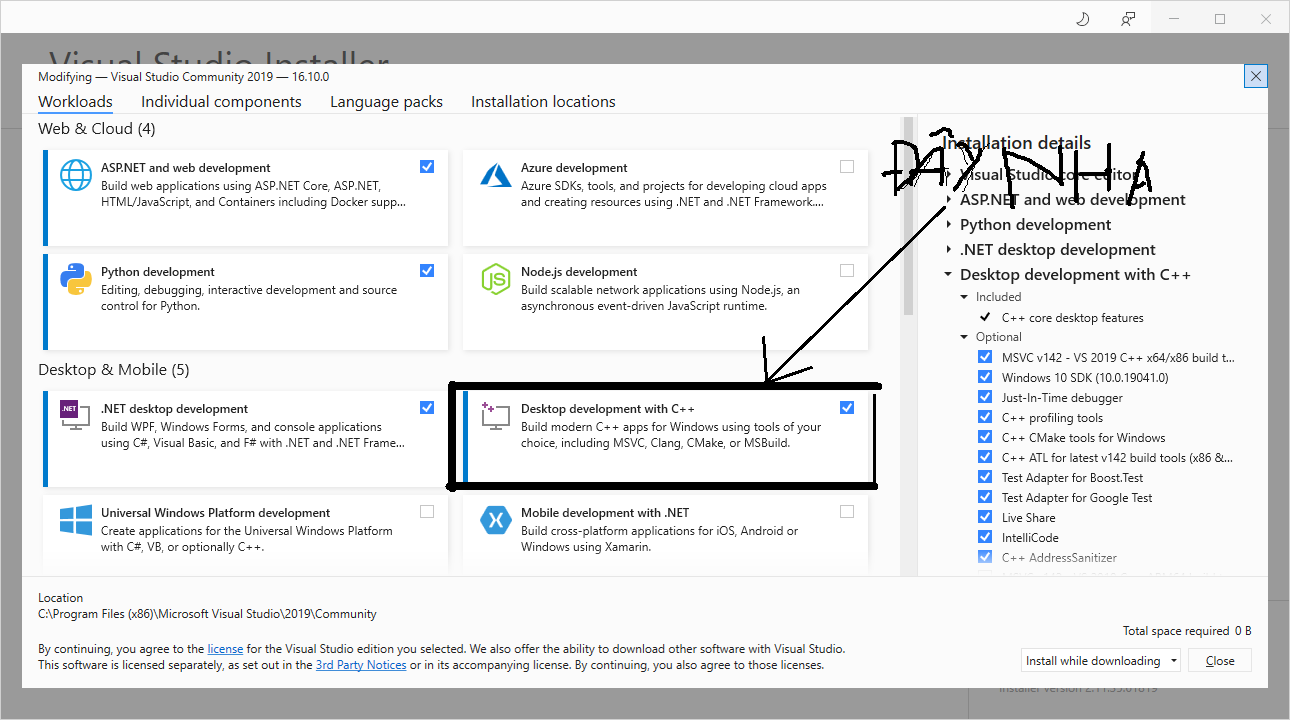 Visual Studio Installer
Modifying — Visual Studio Community 2019 — 16.10.0
Workloads Individual components Language packs Installation locations
Web & Cloud (4)
ASP.NET and web development
Build web applications using ASP.NET Core, ASP.NET,
HTML/JavaScript, and Containers including Docker supp...
Azure development
Azure SDKs, tools, and projects for developing cloud apps
and creating resources using .NET and .NET Framework....
Python development
Editing, debugging, interactive development and source
control for Python.
Node.js development
Build scalable network applications using Node.js, an
asynchronous event-driven JavaScript runtime.
Desktop & Mobile (5)
.NET desktop development
Build WPF, Windows Forms, and console applications
using C#, Visual Basic, and F# with .NET and .NET Frame...
Desktop development with C++
Build modern C++ apps for Windows using tools of your
choice, including MSVC, Clang, CMake, or MSBuild.
Universal Windows Platform development
Create applications for the Universal Windows Platform
with C#, VB, or optionally C++.
Mobile development with .NET
Build cross-platform applications for iOS, Android or
Windows using Xamarin.
ĐÂY NHA
Installation details
Visual Studio core editor
ASP.NET and web development
Python development
.NET desktop development
Desktop development with C++
Included
C++ core desktop features
Optional
MSVC v142 - VS 2019 C++ x64/x86 build t...
Windows 10 SDK (10.0.19041.0)
Just-In-Time debugger
C++ profiling tools
C++ CMake tools for Windows
C++ ATL for latest v142 build tools (x86 &...
Test Adapter for Boost.Test
Test Adapter for Google Test
Live Share
IntelliCode
C++ AddressSanitizer
Location
C:\Program Files (x86)\Microsoft Visual Studio\2019\Community
Total space required 0 B
By continuing, you agree to the license for the Visual Studio edition you selected. We also offer the ability to download other software with Visual Studio.
This software is licensed separately, as set out in the 3rd Party Notices or in its accompanying license. By continuing, you also agree to those licenses.
Install while downloading Close